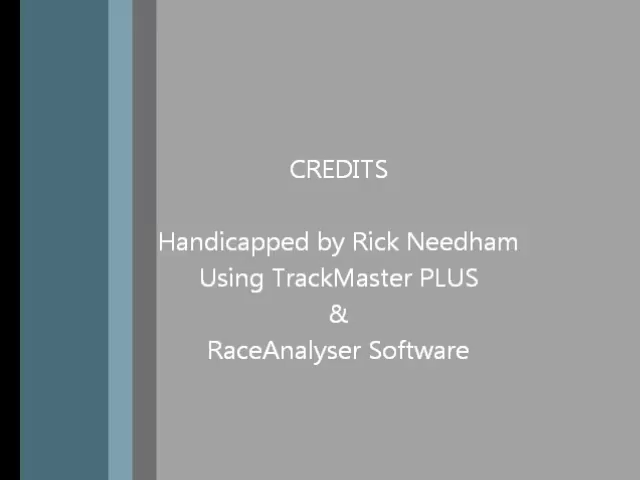 CREDITS
Handicapped by Rick Needham
Using TrackMaster PLUS
&
RaceAnalyser Software